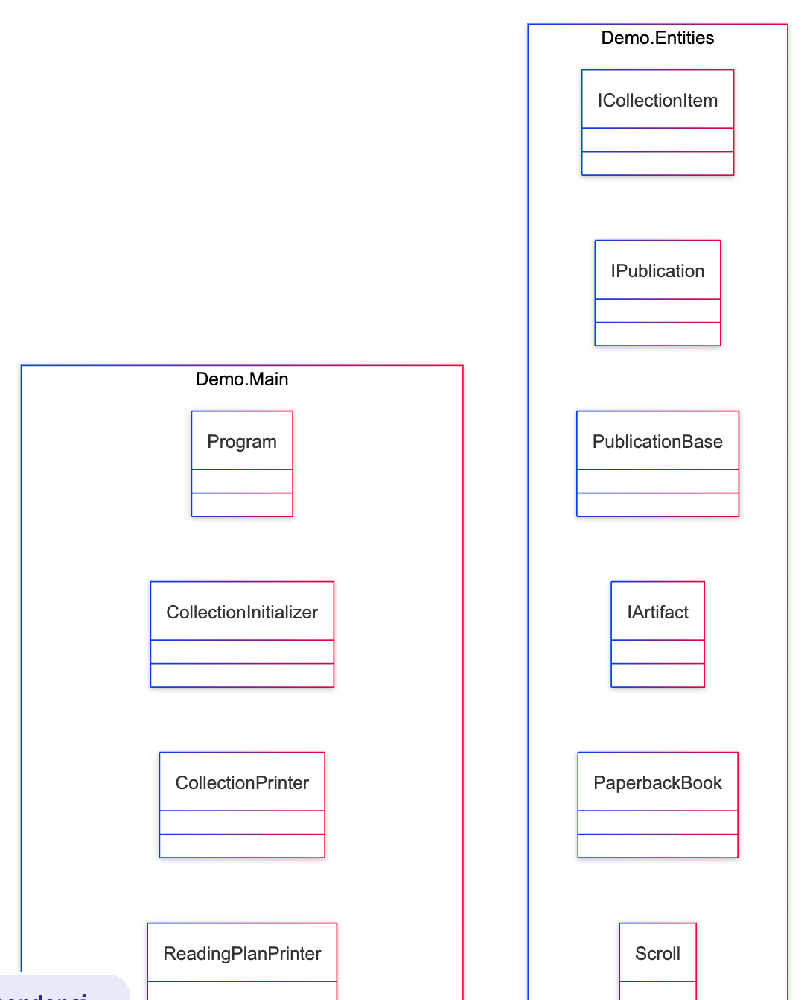 Demo.Entities
ICollectionItem
IPublication
Demo.Main
Program
PublicationBase
CollectionInitializer
IArtifact
CollectionPrinter
PaperbackBook
ReadingPlanPrinter
Scroll